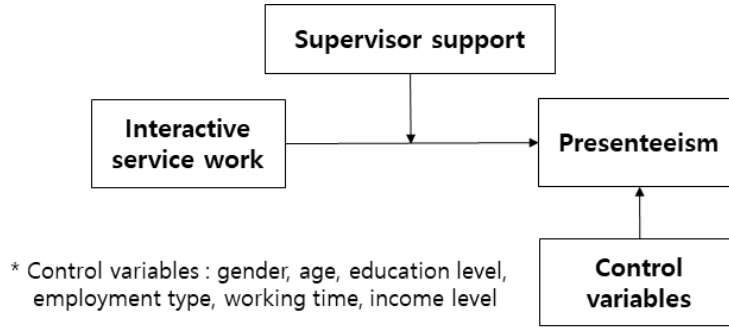 Supervisor support
Interactive
service work
Presenteeism
Control
variables
* Control variables : gender, age, education level,
employment type, working time, income level